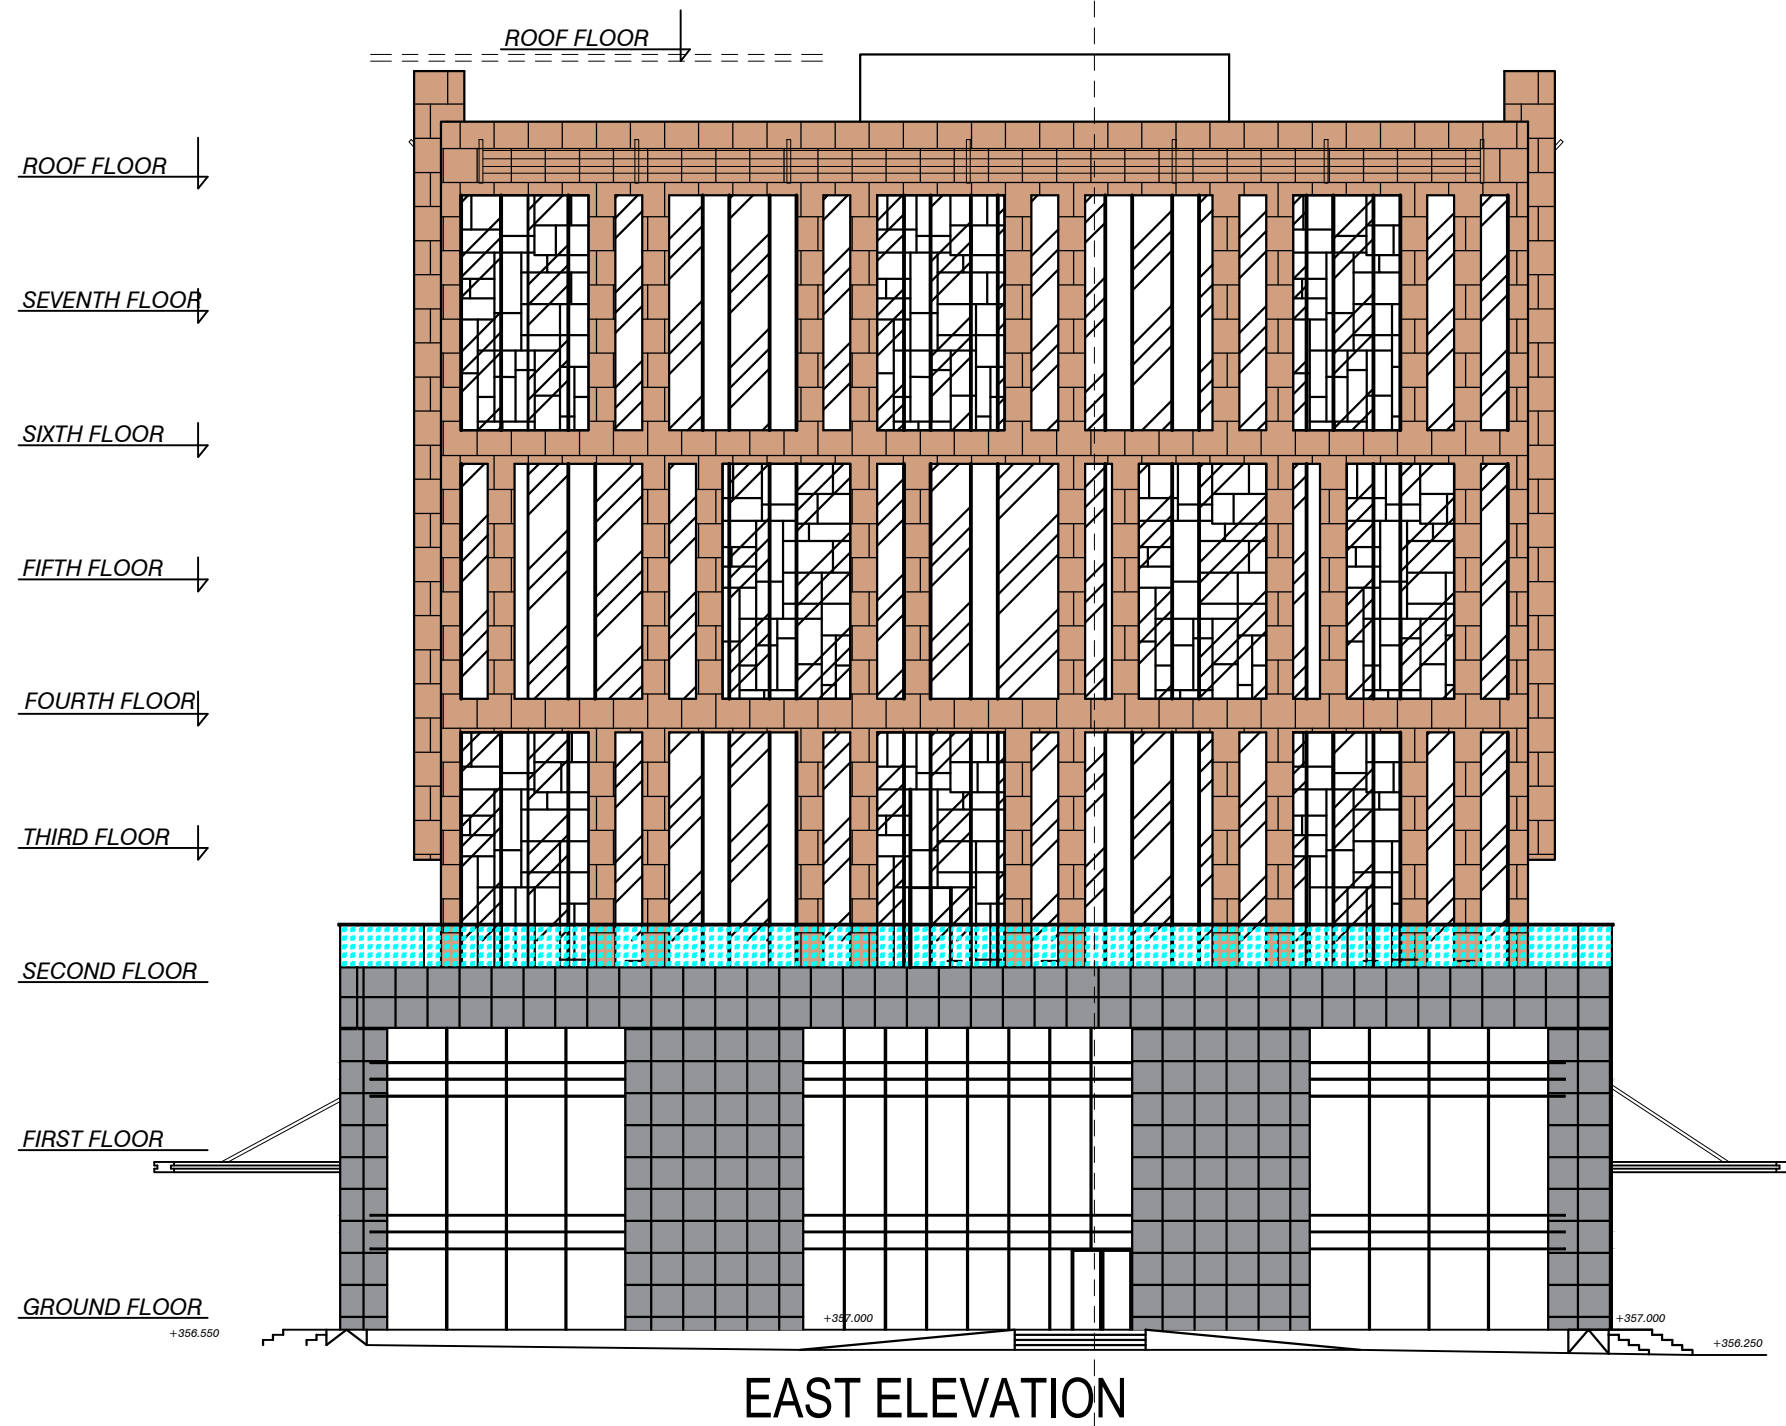 ROOF FLOOR
ROOF FLOOR
SEVENTH FLOOR
SIXTH FLOOR
FIFTH FLOOR
FOURTH FLOOR
THIRD FLOOR
SECOND FLOOR
FIRST FLOOR
GROUND FLOOR
+356.550
+357.000
+357.000
+356.250
EAST ELEVATION